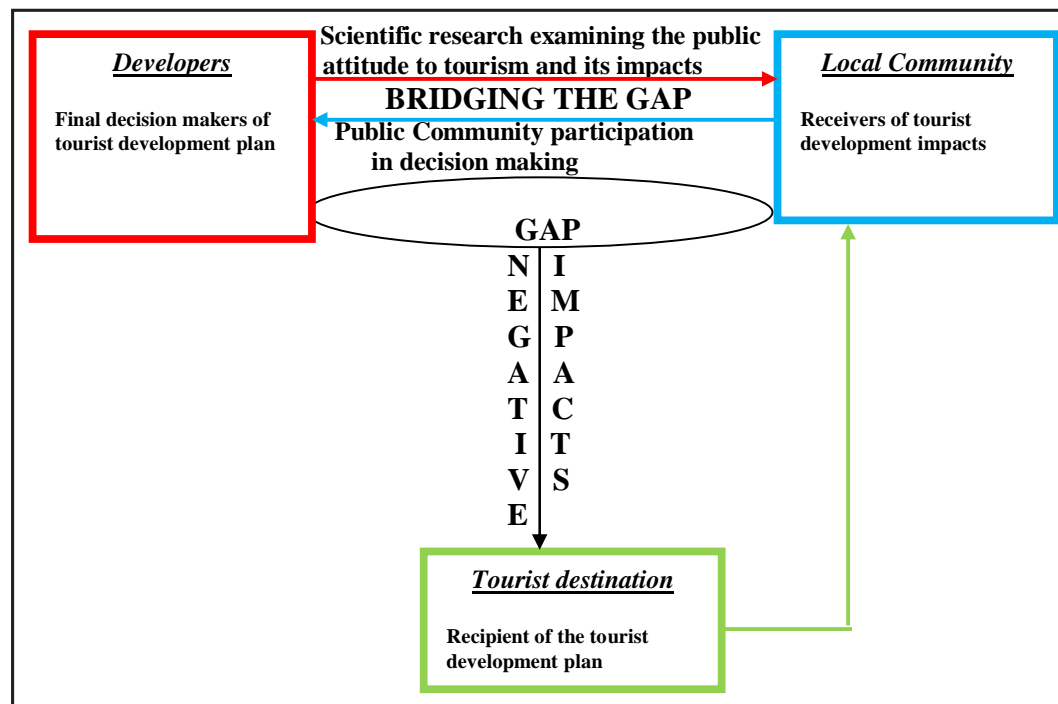 Developers
Final decision makers of
tourist development plan
Scientific research examining the public
attitude to tourism and its impacts
BRIDGING THE GAP
Public Community participation
in decision making
Local Community
Receivers of tourist
development impacts
GAP
NEGATIVE
IMPACTS
Tourist destination
Recipient of the tourist
development plan